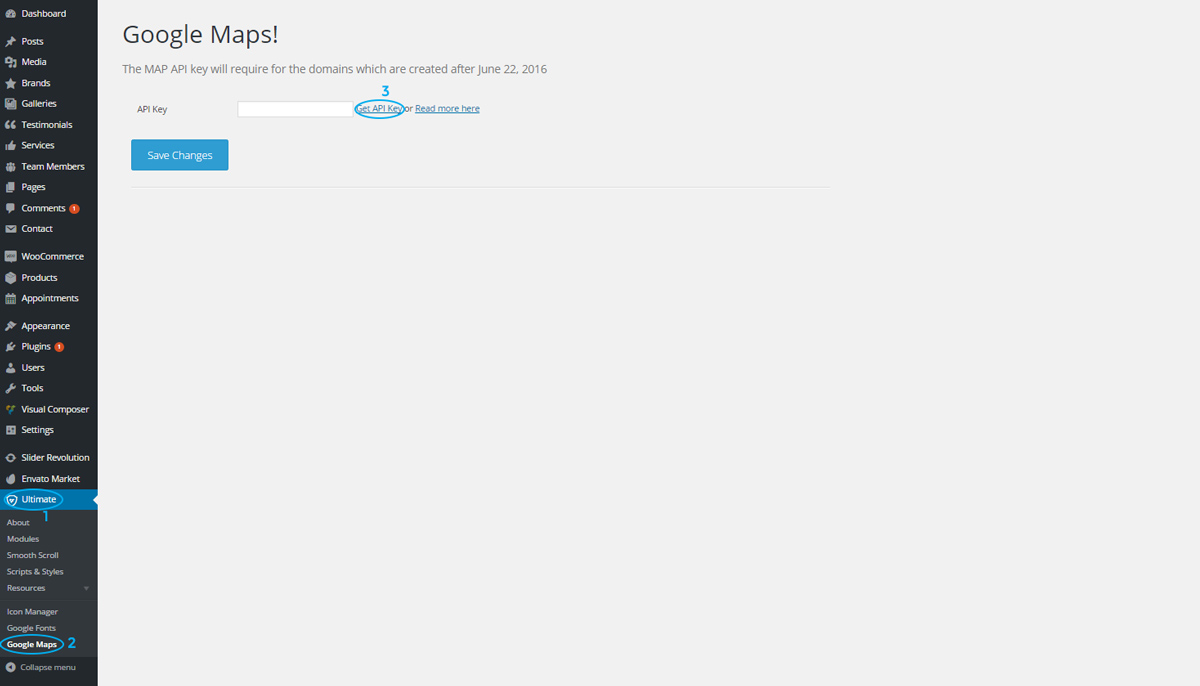 Dashboard
Posts
Media
Brands
Galleries
Testimonials
Services
Team Members
Pages
Comments 1
Contact
WooCommerce
Products
Appointments
Appearance
Plugins 1
Users
Tools
Visual Composer
Settings
Slider Revolution
Envato Market
Ultimate
1
About
Modules
Smooth Scroll
Scripts & Styles
Resources
Icon Manager
Google Fonts
Google Maps 2
Collapse menu
Google Maps!
The MAP API key will require for the domains which are created after June 22, 2016
3
API Key Get API Key or Read more here
Save Changes